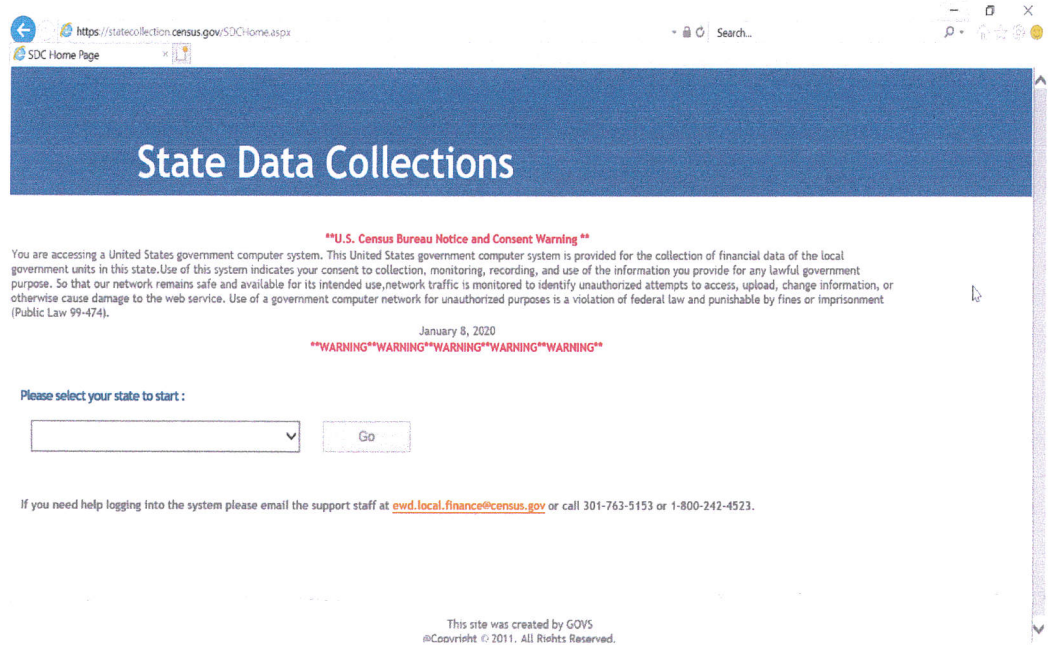 https://statecollection.census.gov/SDCHome.aspx
Search...
SDC Home Page
State Data Collections
**U.S. Census Bureau Notice and Consent Warning **
You are accessing a United States government computer system. This United States government computer system is provided for the collection of financial data of the local
government units in this state.Use of this system indicates your consent to collection, monitoring, recording, and use of the information you provide for any lawful government
purpose. So that our network remains safe and available for its intended use,network traffic is monitored to identify unauthorized attempts to access, upload, change information, or
otherwise cause damage to the web service. Use of a government computer network for unauthorized purposes is a violation of federal law and punishable by fines or imprisonment
(Public Law 99-474).
January 8, 2020
**WARNING**WARNING**WARNING**WARNING**WARNING**
Please select your state to start :
Go
If you need help logging into the system please email the support staff at ewd.local.finance@census.gov or call 301-763-5153 or 1-800-242-4523.
This site was created by GOVS
@Copyright © 2011. All Rights Reserved.